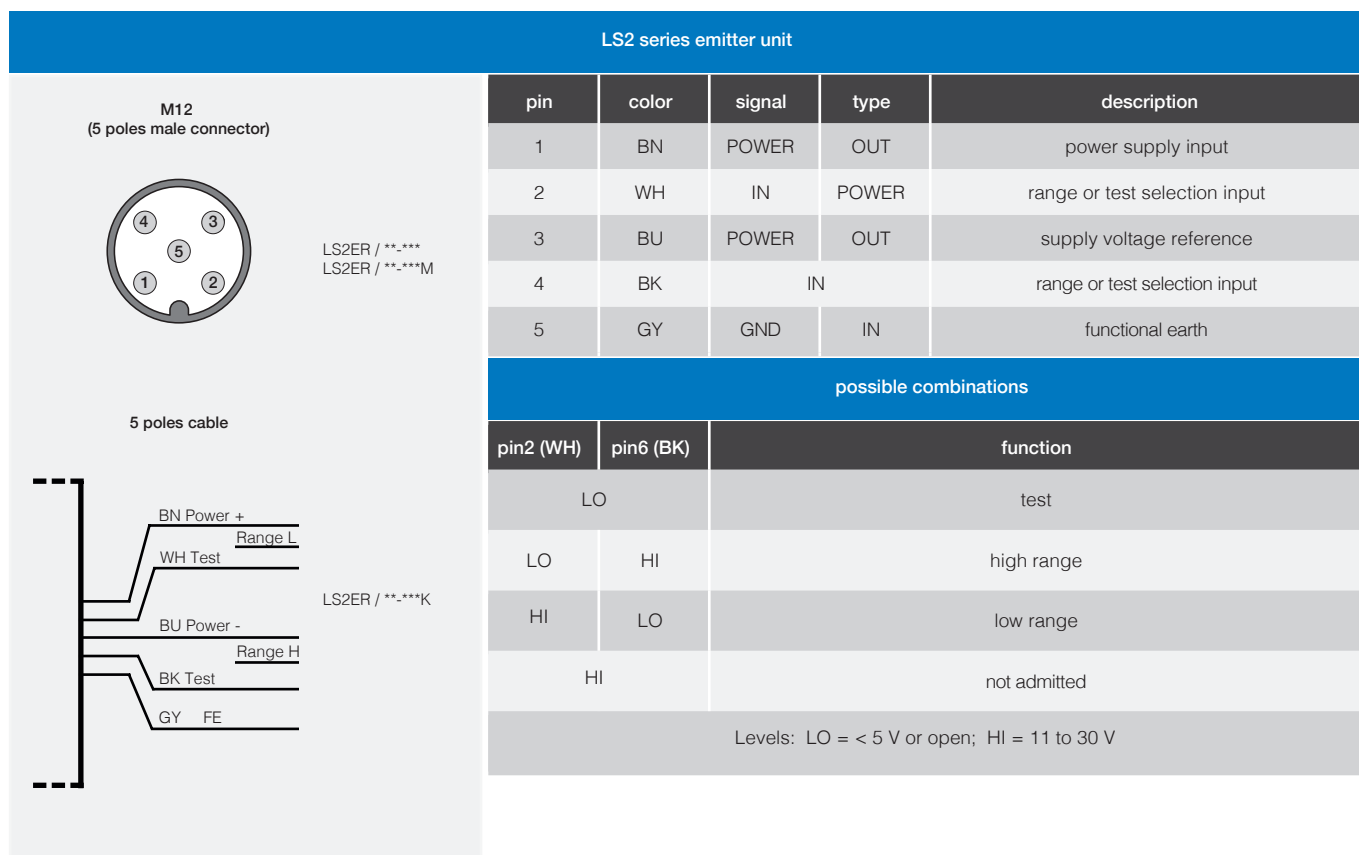 LS2 series emitter unit
M12
(5 poles male connector)
4
3
5
1
2
LS2ER / **-***
LS2ER / **-***M
5 poles cable
BN Power +
Range L
WH Test
BU Power -
Range H
BK Test
GY FE
LS2ER / **-***K
pin color signal type description
1 BN POWER OUT power supply input
2 WH IN POWER range or test selection input
3 BU POWER OUT supply voltage reference
4 BK IN range or test selection input
5 GY GND IN functional earth
possible combinations
pin2 (WH) pin6 (BK) function
LO test
LO HI high range
HI LO low range
HI not admitted
Levels: LO = < 5 V or open; HI = 11 to 30 V